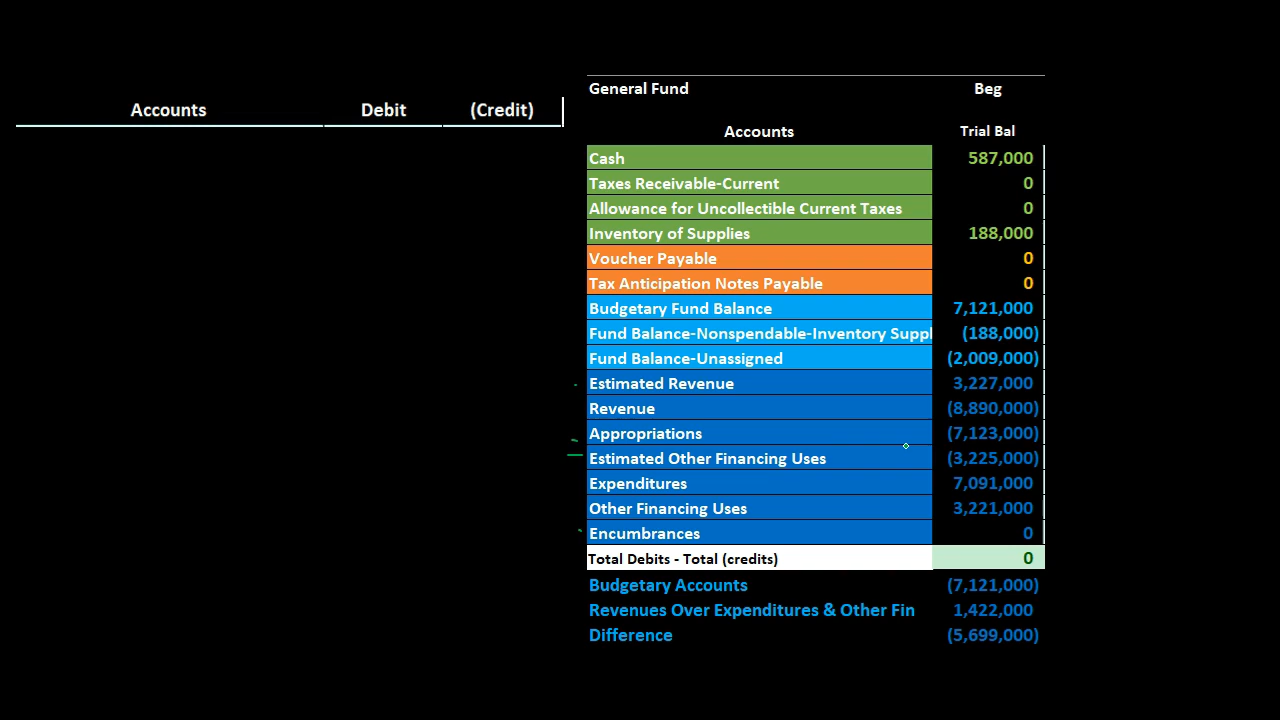 Accounts Debit (Credit)
General Fund Beg
Accounts Trial Bal
Cash 587,000
Taxes Receivable-Current 0
Allowance for Uncollectible Current Taxes 0
Inventory of Supplies 188,000
Voucher Payable 0
Tax Anticipation Notes Payable 0
Budgetary Fund Balance 7,121,000
Fund Balance-Nonspendable-Inventory Suppl (188,000)
Fund Balance-Unassigned (2,009,000)
Estimated Revenue 3,227,000
Revenue (8,890,000)
Appropriations (7,123,000)
Estimated Other Financing Uses (3,225,000)
Expenditures 7,091,000
Other Financing Uses 3,221,000
Encumbrances 0
Total Debits - Total (credits) 0
Budgetary Accounts (7,121,000)
Revenues Over Expenditures & Other Fin 1,422,000
Difference (5,699,000)